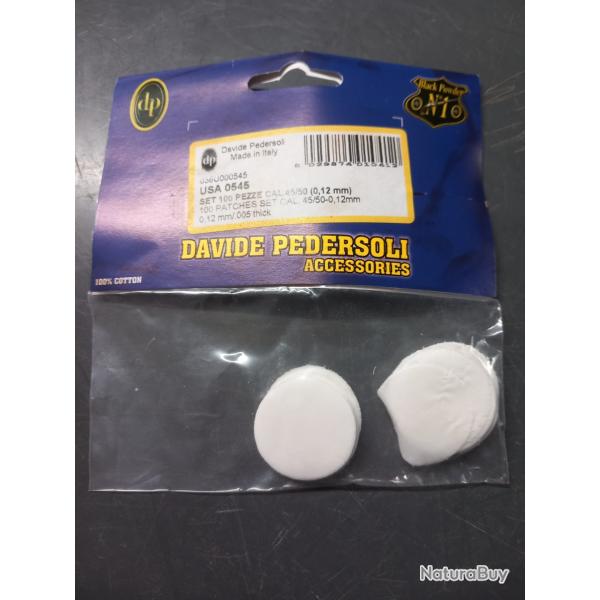 dp
Black Powder
N°1
dp
Davide Pedersoli
Made in Italy
USA 0545
SET 100 PEZZE CAL.45/50 (0,12 mm)
100 PATCHES SET CAL. 45/50-0,12mm
0,12 mm/.005 thick
DAVIDE PEDERSOLI
ACCESSORIES
100% COTTON
NaturaBuy